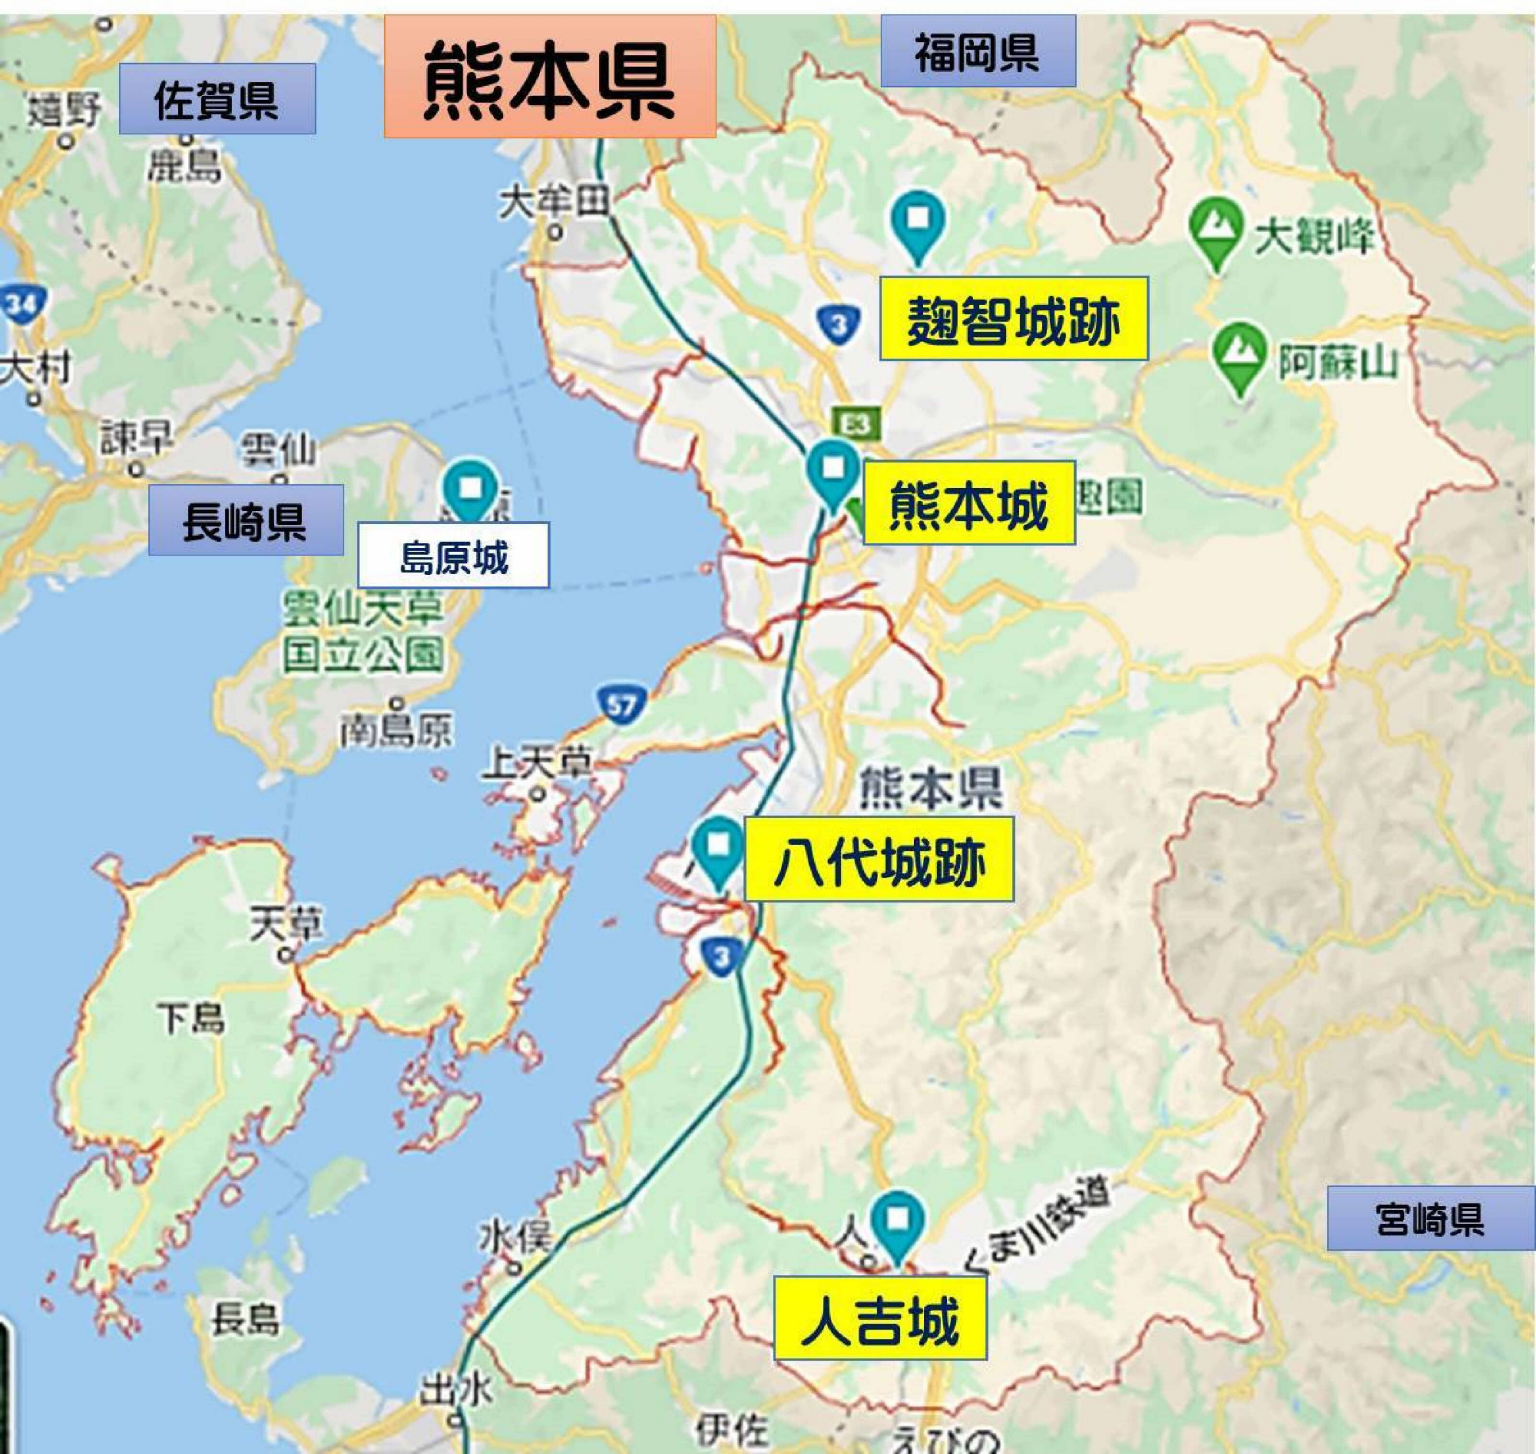 熊本県
福岡県
佐賀県
嬉野
鹿島
大牟田
大観峰
34
3
麹智城跡
阿蘇山
大村
諫早
雲仙
E3
長崎県
島原城
熊本城
趣園
雲仙天草
国立公園
57
南島原
上天草
熊本県
八代城跡
天草
3
下島
くま川鉄道
宮崎県
水俣
人
人吉城
長島
出水
伊佐
えびの